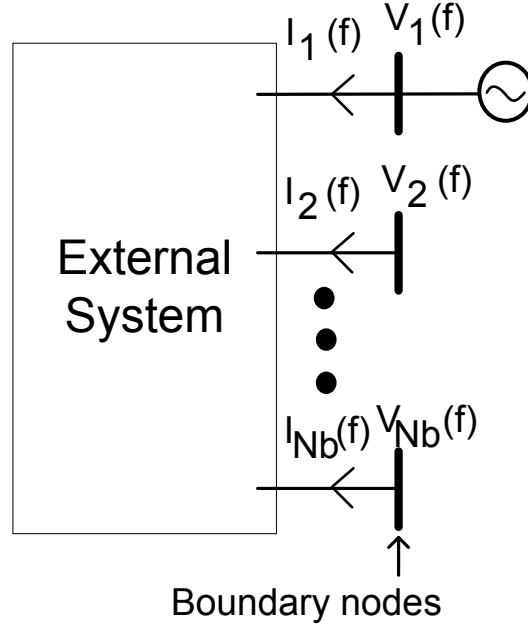 I1(f) V1(f)
I2(f) V2(f)
External
System
INb(f) VNb(f)
Boundary nodes